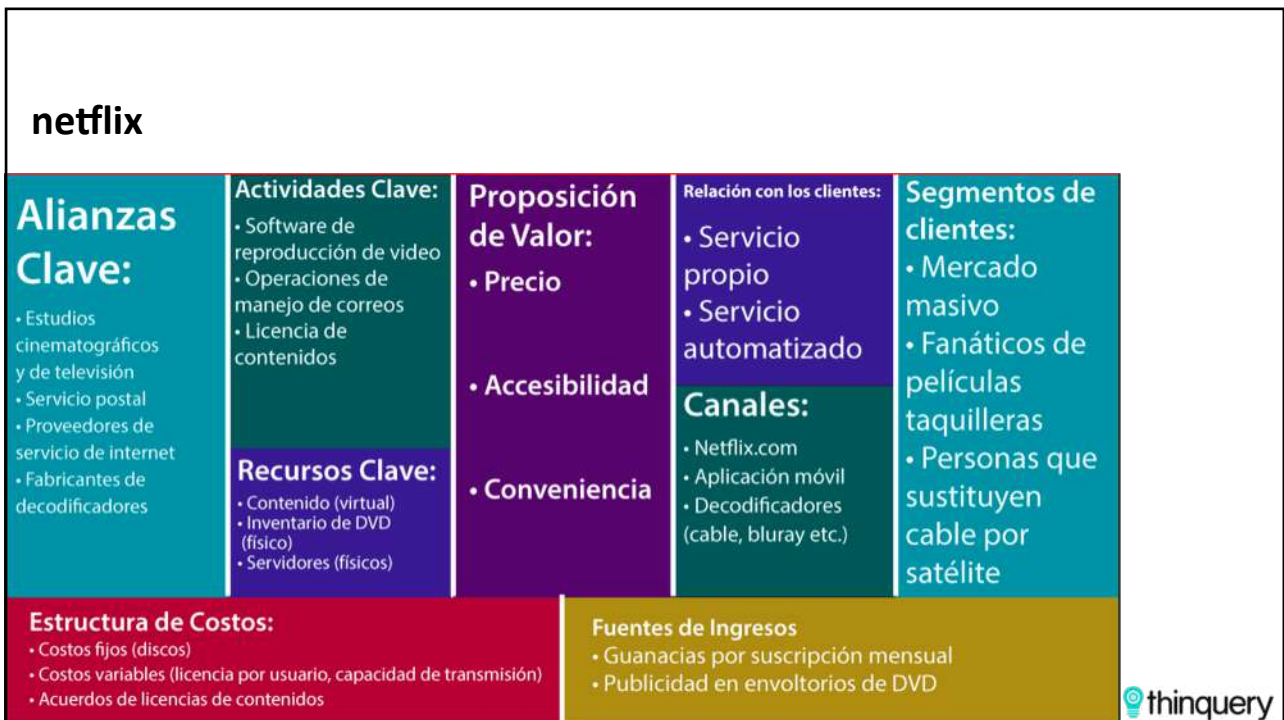 netflix
Alianzas
Clave:
• Estudios
cinematográficos
y de televisión
• Servicio postal
• Proveedores de
servicio de internet
• Fabricantes de
decodificadores
Actividades Clave:
• Software de
reproducción de video
• Operaciones de
manejo de correos
• Licencia de
contenidos
Recursos Clave:
• Contenido (virtual)
• Inventario de DVD
(físico)
• Servidores (físicos)
Proposición
de Valor:
• Precio
• Accesibilidad
• Conveniencia
Relación con los clientes:
• Servicio
propio
• Servicio
automatizado
Canales:
• Netflix.com
• Aplicación móvil
• Decodificadores
(cable, bluray etc.)
Segmentos de
clientes:
• Mercado
masivo
• Fanáticos de
películas
taquilleras
• Personas que
sustituyen
cable por
satélite
Estructura de Costos:
• Costos fijos (discos)
• Costos variables (licencia por usuario, capacidad de transmisión)
• Acuerdos de licencias de contenidos
Fuentes de Ingresos
• Guanacias por suscripción mensual
• Publicidad en envoltorios de DVD
thinquery